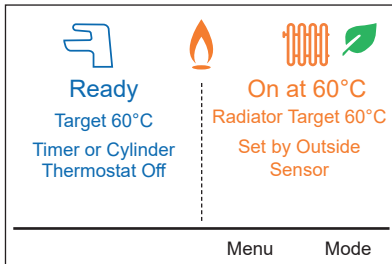 Ready
Target 60°C
Timer or Cylinder
Thermostat Off
On at 60°C
Radiator Target 60°C
Set by Outside
Sensor
Menu Mode